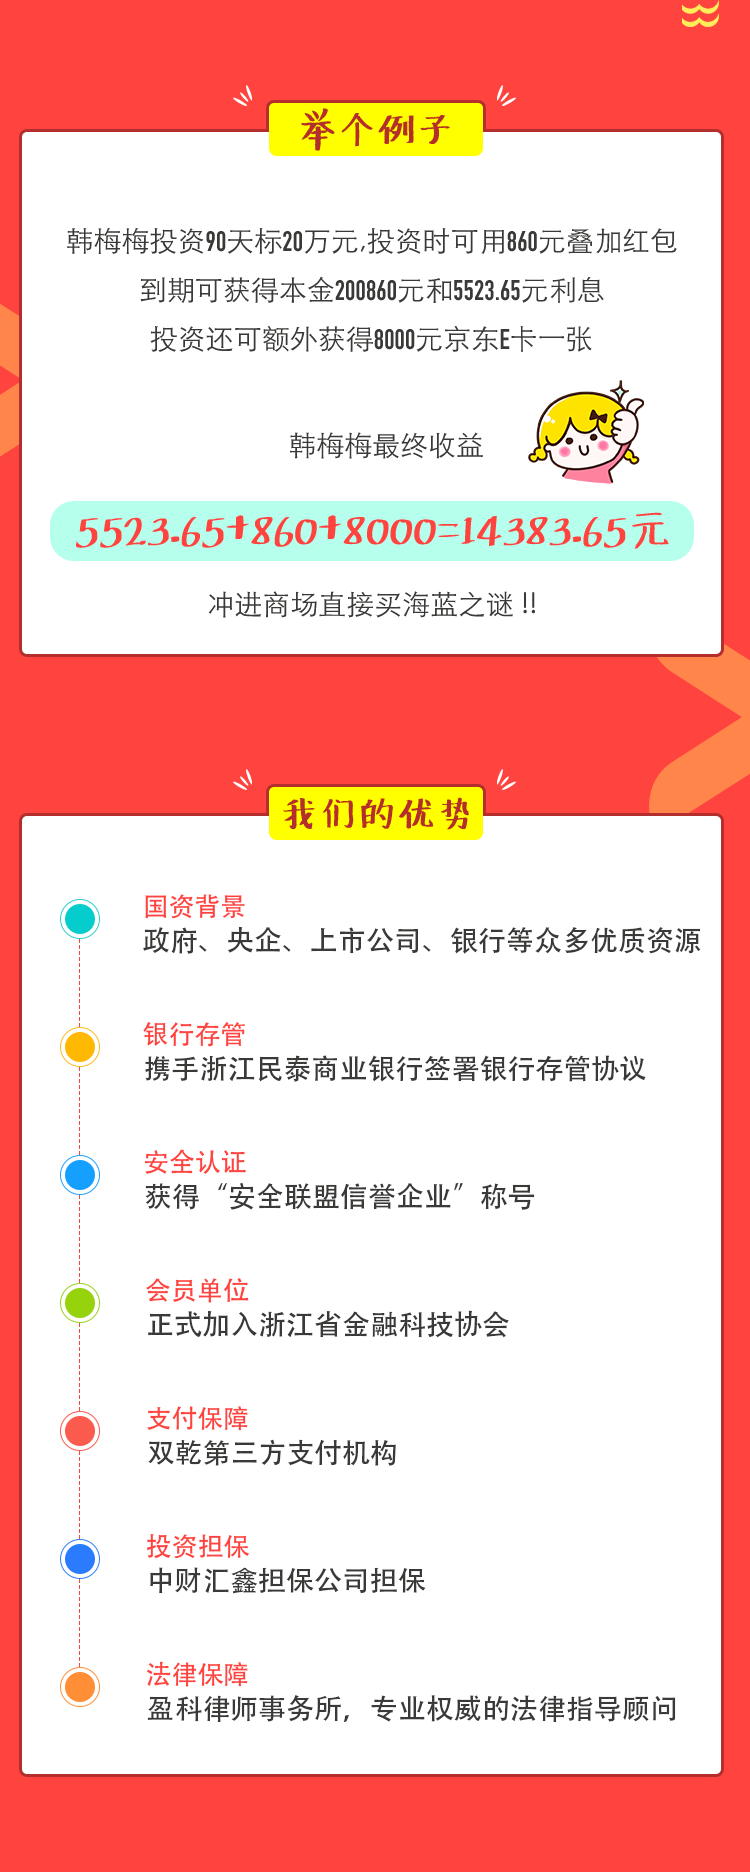 举个例子
韩梅梅投资90天标20万元,投资时可用860元叠加红包
到期可获得本金200860元和5523.65元利息
投资还可额外获得8000元京东E卡一张
韩梅梅最终收益
5523.65+860+8000=14383.65元
冲进商场直接买海蓝之谜!!
我们的优势
国资背景
政府、央企、上市公司、银行等众多优质资源
银行存管
携手浙江民泰商业银行签署银行存管协议
安全认证
获得“安全联盟信誉企业”称号
会员单位
正式加入浙江省金融科技协会
支付保障
双乾第三方支付机构
投资担保
中财汇鑫担保公司担保
法律保障
盈科律师事务所，专业权威的法律指导顾问